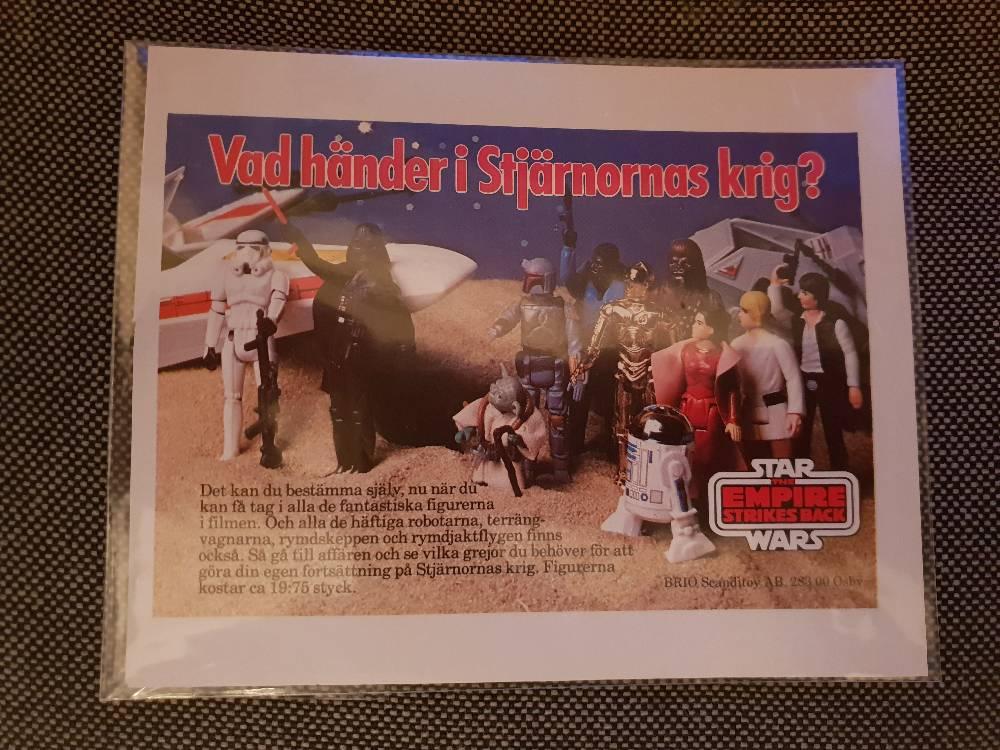 Vad händer i Stjärnornas krig?
Det kan du bestämma själv, nu när du
kan få tag i alla de fantastiska figurerna
i filmen. Och alla de häftiga robotarna, terräng-
vagnarna, rymdskeppen och rymdjaktflygen finns
också. Så gå till affären och se vilka grejor du behöver för att
göra din egen fortsättning på Stjärnornas krig. Figurerna
kostar ca 19:75 styck.
STAR
THE
EMPIRE
STRIKES BACK
WARS
BRIO Scanditoy AB, 283 00 Osby